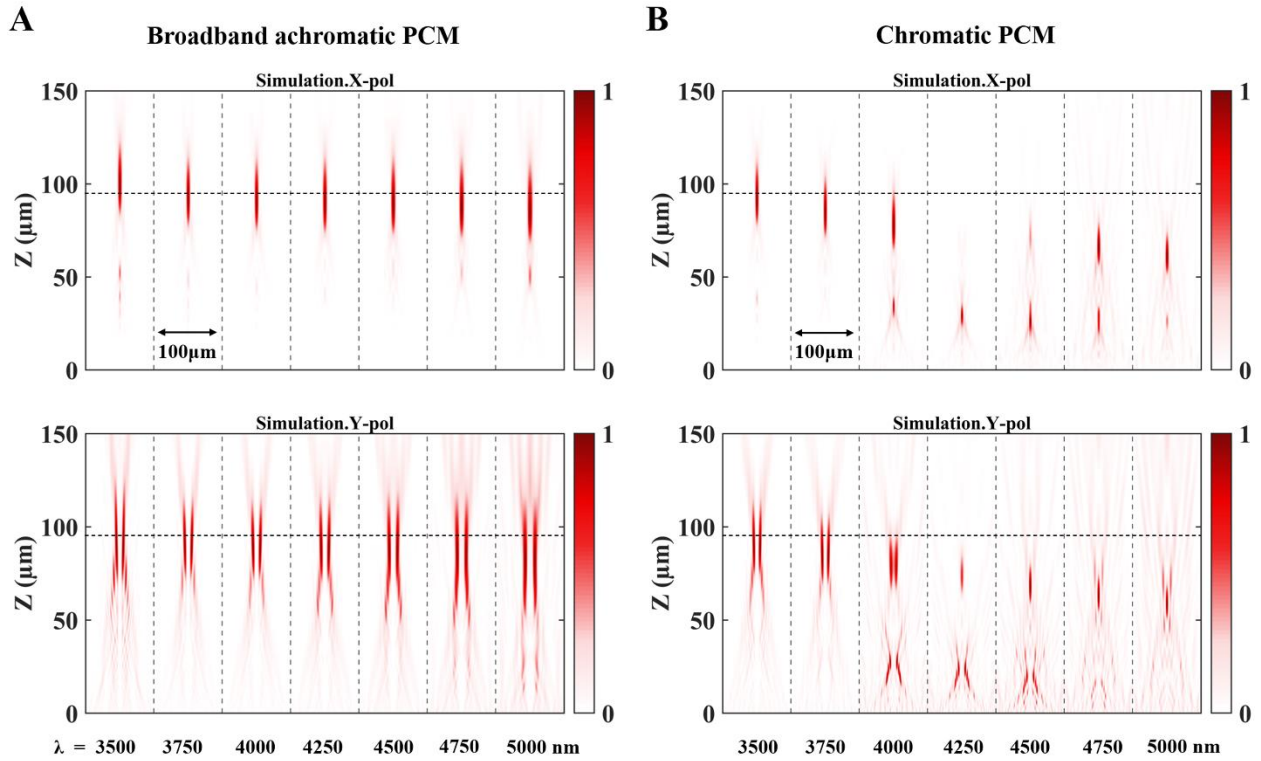 A
B
Broadband achromatic PCM
Chromatic PCM
Simulation.X-pol
Simulation.X-pol
150
100
50
0
Z (μm)
100μm
1
0
150
100
50
0
Z (μm)
100μm
1
0
Simulation.Y-pol
Simulation.Y-pol
150
100
50
0
Z (μm)
1
0
150
100
50
0
Z (μm)
1
0
λ = 3500 3750 4000 4250 4500 4750 5000 nm
3500 3750 4000 4250 4500 4750 5000 nm